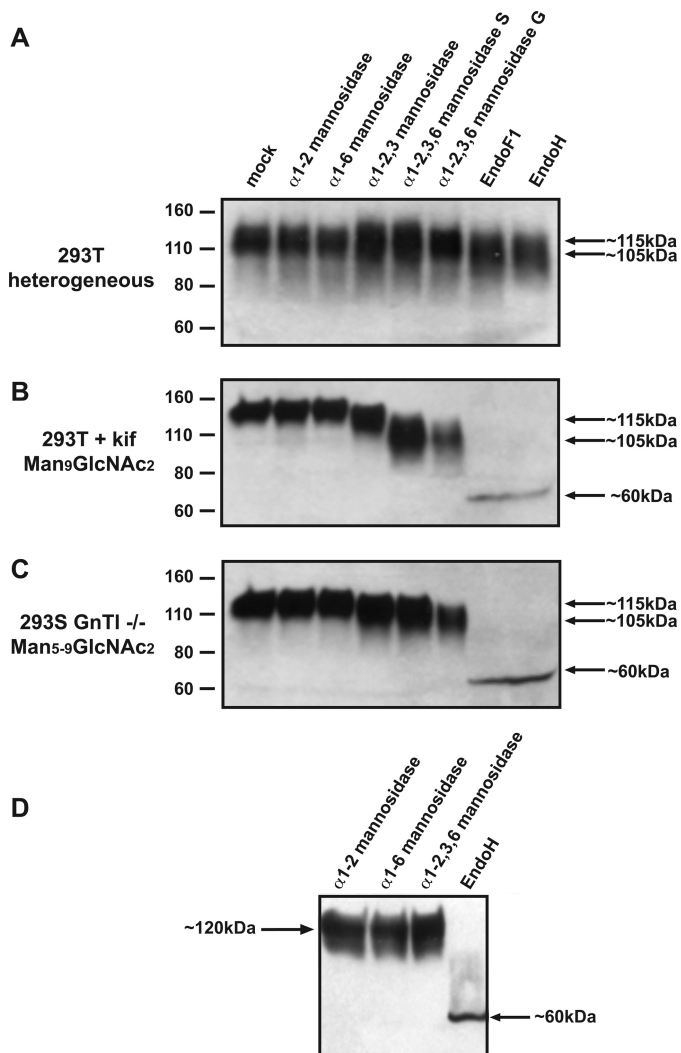 A
mock
α1-2 mannosidase
α1-6 mannosidase
α1-2,3 mannosidase
α1-2,3,6 mannosidase S
α1-2,3,6 mannosidase G
EndoF1
EndoH
293T
heterogeneous
160
110
80
60
~115kDa
~105kDa
B
293T + kif
Man9GlcNAc2
160
110
80
60
~115kDa
~105kDa
~60kDa
C
293S GnTI -/-
Man5-9GlcNAc2
160
110
80
60
~115kDa
~105kDa
~60kDa
D
α1-2 mannosidase
α1-6 mannosidase
α1-2,3,6 mannosidase
EndoH
~120kDa
~60kDa